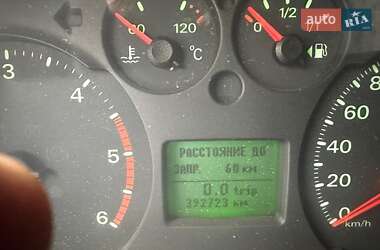 auto RIA
60 120
°C
0 1/2
3
4
5
6
РАССТОЯНИЕ ДО
ЗАПР. 60 КМ
0.0 trip
392723 км
80
60
40
20
0
km/h